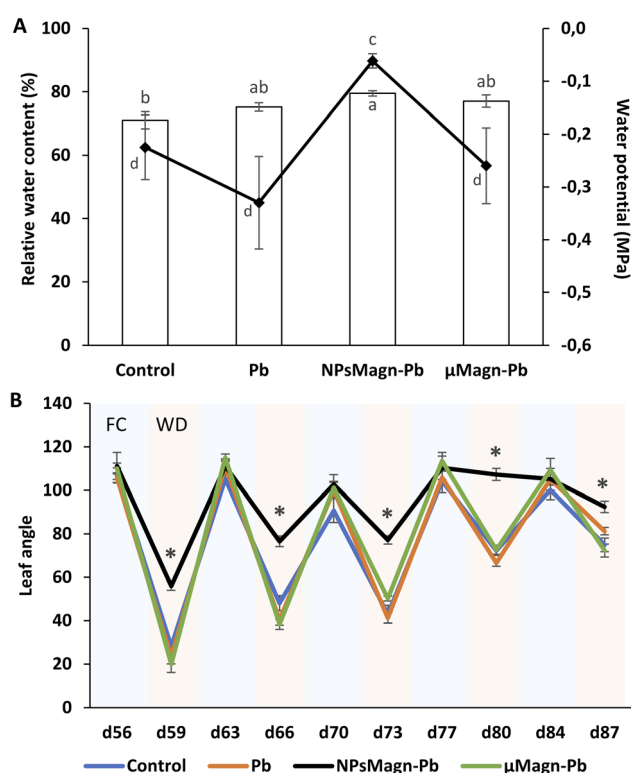 A
Relative water content (%)
100
80
60
40
20
0
b
ab
c
a
ab
d
d
d
0,0
-0,1
-0,2
-0,3
-0,4
-0,5
-0,6
Water potential (MPa)
Control
Pb
NPsMagn-Pb
μMagn-Pb
B
Leaf angle
140
120
100
80
60
40
20
0
FC
WD
*
*
*
*
*
d56
d59
d63
d66
d70
d73
d77
d80
d84
d87
Control
Pb
NPsMagn-Pb
μMagn-Pb